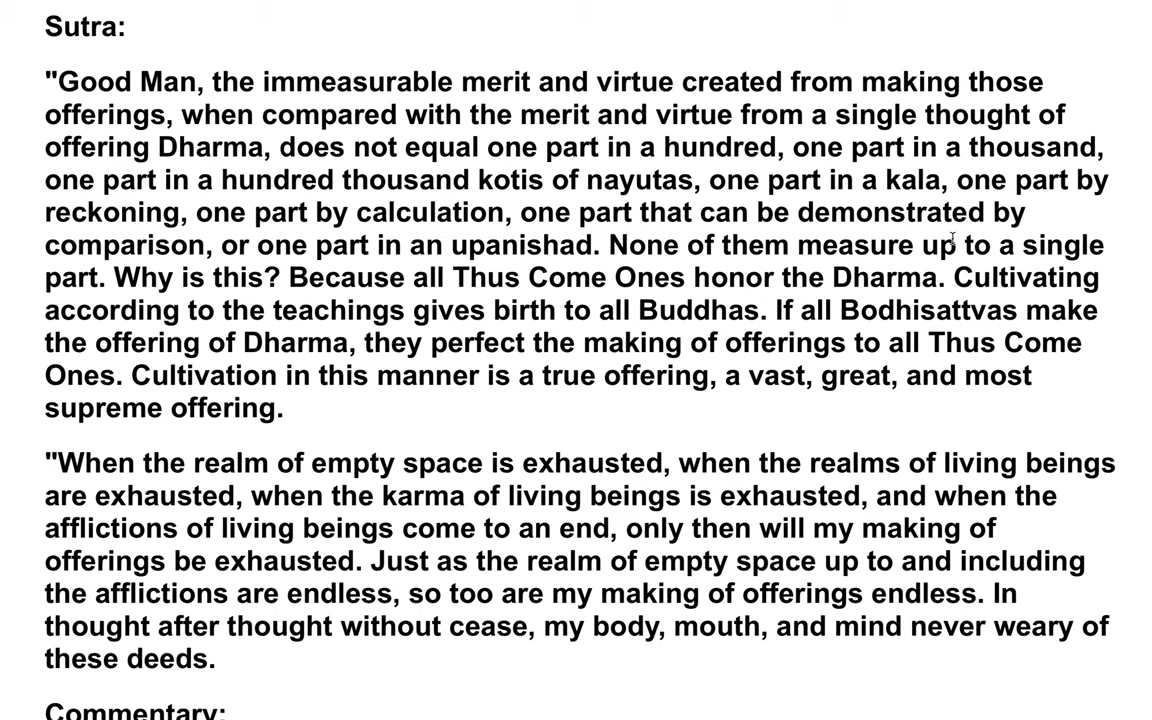 Sutra:
"Good Man, the immeasurable merit and virtue created from making those
offerings, when compared with the merit and virtue from a single thought of
offering Dharma, does not equal one part in a hundred, one part in a thousand,
one part in a hundred thousand kotis of nayutas, one part in a kala, one part by
reckoning, one part by calculation, one part that can be demonstrated by
comparison, or one part in an upanishad. None of them measure up to a single
part. Why is this? Because all Thus Come Ones honor the Dharma. Cultivating
according to the teachings gives birth to all Buddhas. If all Bodhisattvas make
the offering of Dharma, they perfect the making of offerings to all Thus Come
Ones. Cultivation in this manner is a true offering, a vast, great, and most
supreme offering.
"When the realm of empty space is exhausted, when the realms of living beings
are exhausted, when the karma of living beings is exhausted, and when the
afflictions of living beings come to an end, only then will my making of
offerings be exhausted. Just as the realm of empty space up to and including
the afflictions are endless, so too are my making of offerings endless. In
thought after thought without cease, my body, mouth, and mind never weary of
these deeds.
Commentary: